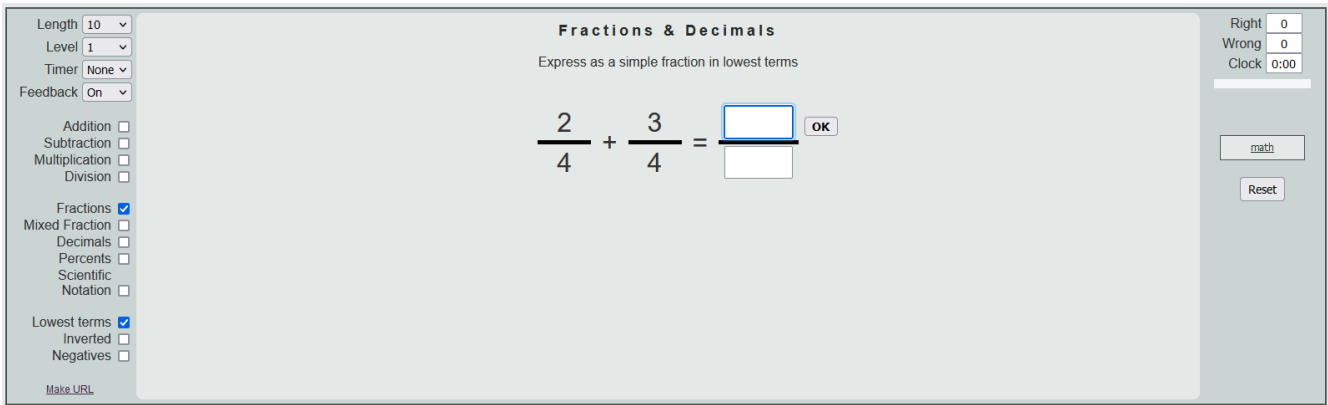 Length 10
Level 1
Timer None
Feedback On
Addition
Subtraction
Multiplication
Division
Fractions
Mixed Fraction
Decimals
Percents
Scientific
Notation
Lowest terms
Inverted
Negatives
Make URL
Fractions & Decimals
Express as a simple fraction in lowest terms
2 3
+ = OK
4 4
Right 0
Wrong 0
Clock 0:00
math
Reset